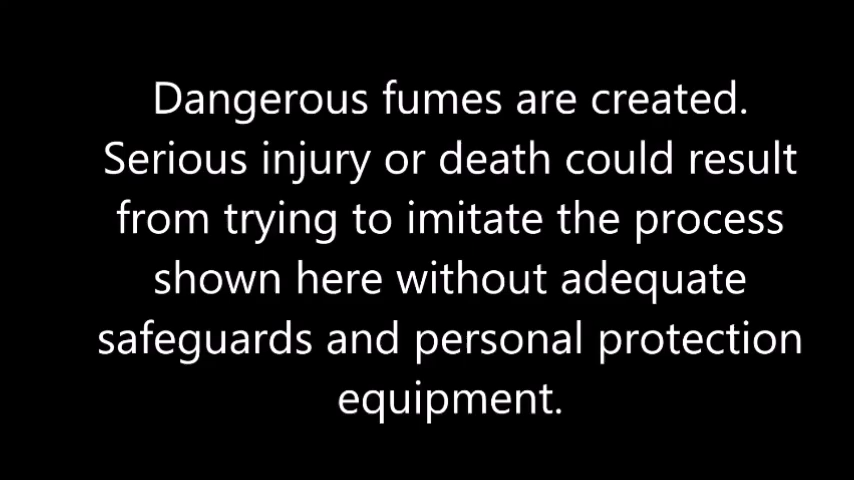 Dangerous fumes are created.
Serious injury or death could result
from trying to imitate the process
shown here without adequate
safeguards and personal protection
equipment.